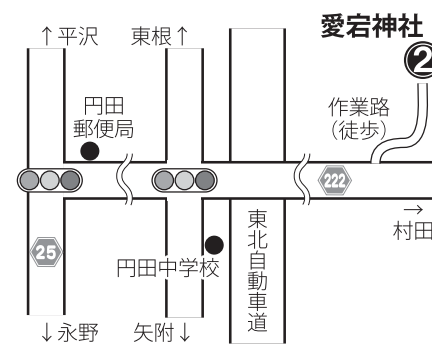 愛宕神社
2
↑平沢
東根↑
円田
郵便局
作業路
（徒歩）
222
→
村田
25
円田中学校
東北自動車道
↓永野
矢附↓